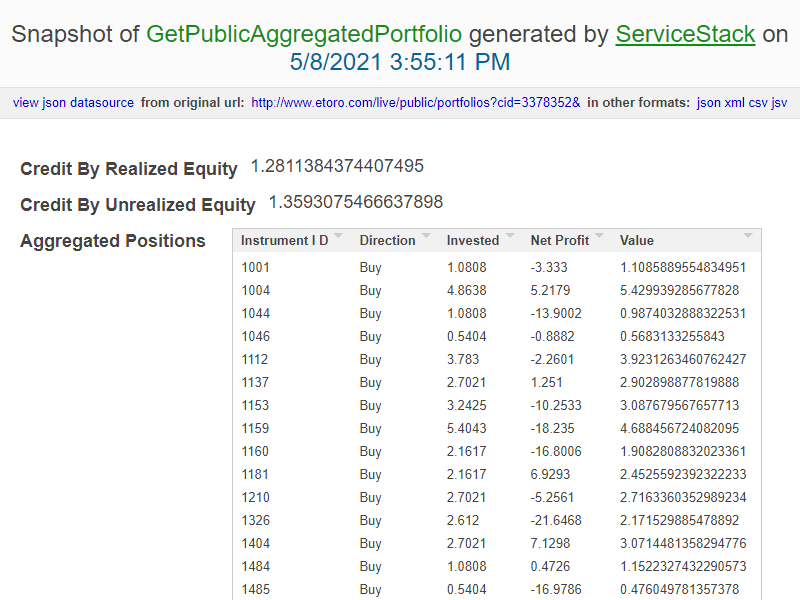 Snapshot of GetPublicAggregatedPortfolio generated by ServiceStack on
5/8/2021 3:55:11 PM
view json datasource from original url: http://www.etoro.com/live/public/portfolios?cid=3378352& in other formats: json xml csv jsv
Credit By Realized Equity 1.2811384374407495
Credit By Unrealized Equity 1.3593075466637898
Aggregated Positions Instrument I D Direction Invested Net Profit Value
1001 Buy 1.0808 -3.333 1.1085889554834951
1004 Buy 4.8638 5.2179 5.429939285677828
1044 Buy 1.0808 -13.9002 0.9874032888322531
1046 Buy 0.5404 -0.8882 0.5683133255843
1112 Buy 3.783 -2.2601 3.9231263460762427
1137 Buy 2.7021 1.251 2.902898877819888
1153 Buy 3.2425 -10.2533 3.087679567657713
1159 Buy 5.4043 -18.235 4.688456724082095
1160 Buy 2.1617 -16.8006 1.9082808832023361
1181 Buy 2.1617 6.9293 2.4525592392322233
1210 Buy 2.7021 -5.2561 2.7163360352989234
1326 Buy 2.612 -21.6468 2.171529885478892
1404 Buy 2.7021 7.1298 3.0714481358294776
1484 Buy 1.0808 0.4726 1.1522327432290573
1485 Buy 0.5404 -16.9786 0.476049781357378